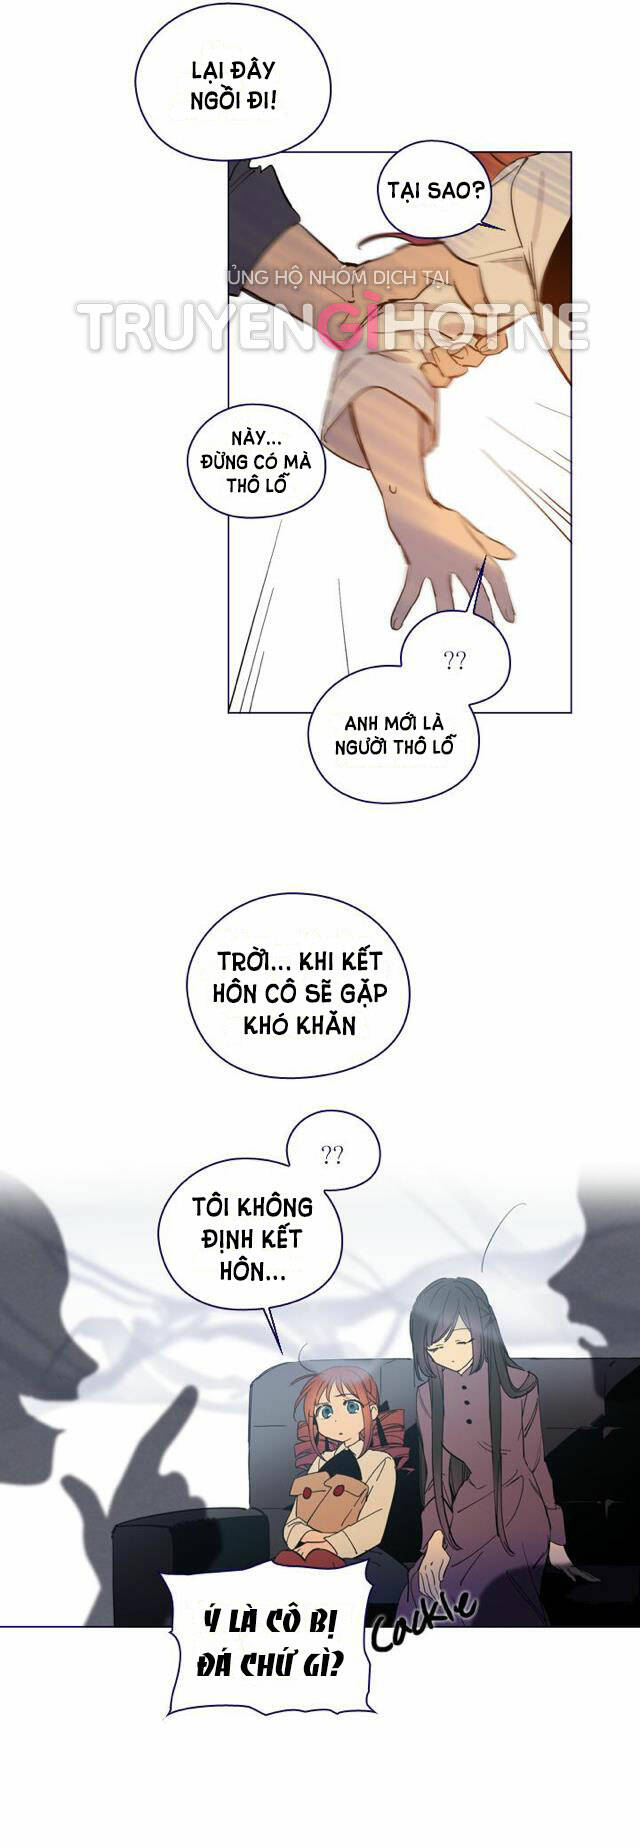 LẠI ĐÂY
NGỒI ĐI!
TẠI SAO?
ỦNG HỘ NHÓM DỊCH TẠI
TRUYENGIHOTNE
NÀY...
ĐỪNG CÓ MÀ
THÔ LỖ
??
ANH MỚI LÀ
NGƯỜI THÔ LỖ
TRỜI... KHI KẾT
HÔN CÔ SẼ GẶP
KHÓ KHĂN
??
TÔI KHÔNG
ĐỊNH KẾT
HÔN...
Ý LÀ CÔ BỊ
ĐÁ CHỨ GÌ?
Cackle